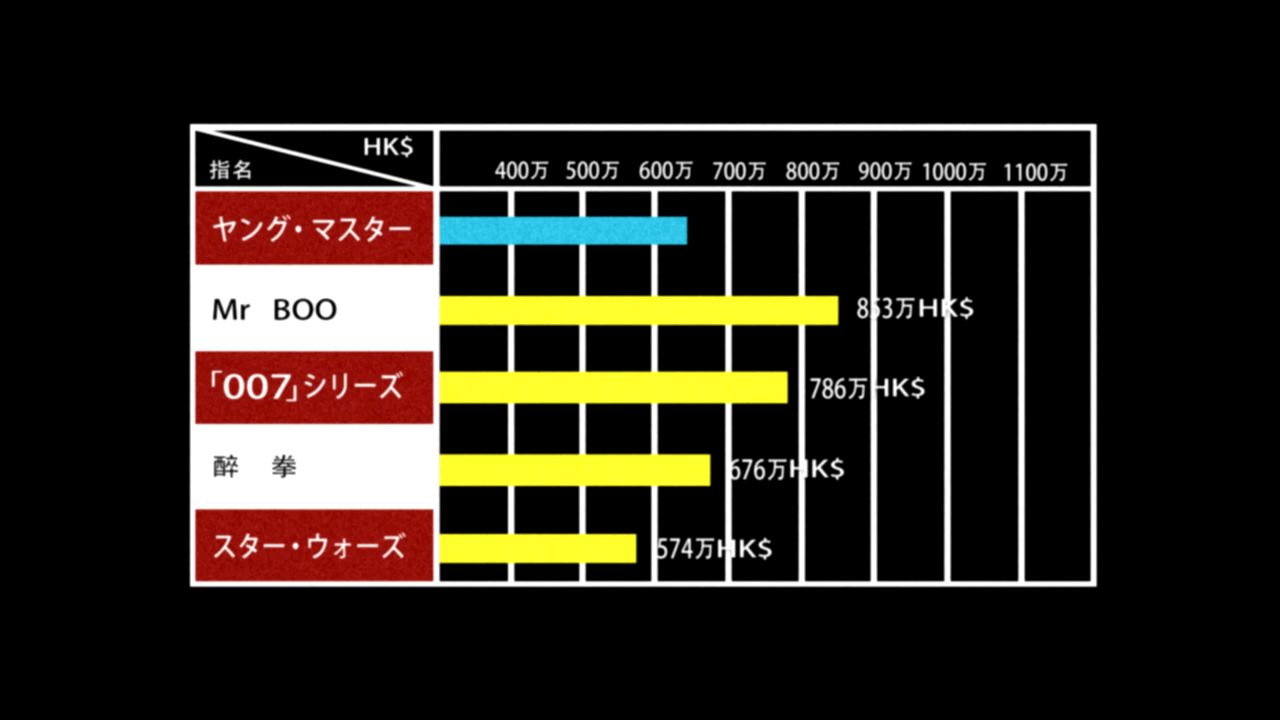 HK$
指名
400万 500万 600万 700万 800万 900万 1000万 1100万
ヤング・マスター
Mr BOO 853万HK$
「007」シリーズ 786万HK$
酔 拳 676万HK$
スター・ウォーズ 574万HK$